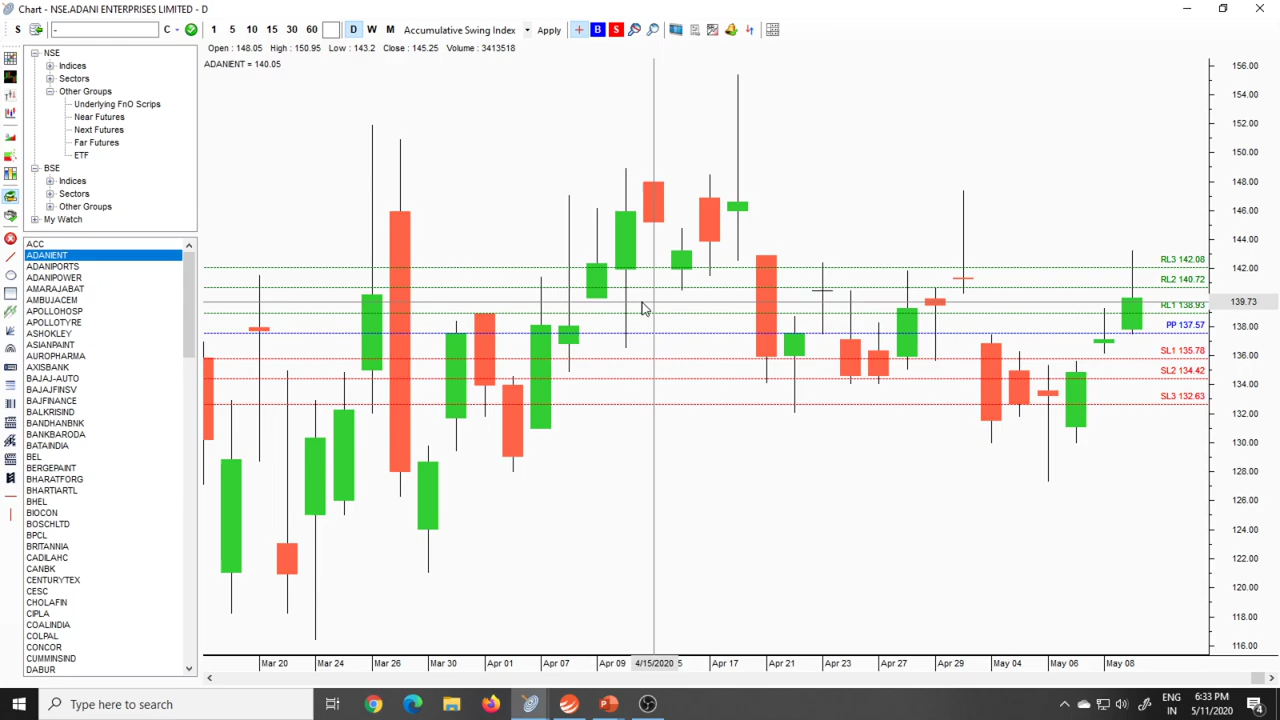 Chart - NSE.ADANI ENTERPRISES LIMITED - D
S - C 1 5 10 15 30 60 D W M Accumulative Swing Index Apply B S
Open : 148.05 High : 150.95 Low : 143.2 Close : 145.25 Volume : 3413518
ADANIENT = 140.05
NSE
Indices
Sectors
Other Groups
Underlying FnO Scrips
Near Futures
Next Futures
Far Futures
ETF
BSE
Indices
Sectors
Other Groups
My Watch
ACC
ADANIENT
ADANIPORTS
ADANIPOWER
AMARAJABAT
AMBUJACEM
APOLLOHOSP
APOLLOTYRE
ASHOKLEY
ASIANPAINT
AUROPHARMA
AXISBANK
BAJAJ-AUTO
BAJAJFINSV
BAJFINANCE
BALKRISIND
BANDHANBNK
BANKBARODA
BATAINDIA
BEL
BERGEPAINT
BHARATFORG
BHARTIARTL
BHEL
BIOCON
BOSCHLTD
BPCL
BRITANNIA
CADILAHC
CANBK
CENTURYTEX
CESC
CHOLAFIN
CIPLA
COALINDIA
COLPAL
CONCOR
CUMMINSIND
DABUR
RL3 142.08
RL2 140.72
RL1 138.93
PP 137.57
SL1 135.78
SL2 134.42
SL3 132.63
156.00
154.00
152.00
150.00
148.00
146.00
144.00
142.00
139.73
138.00
136.00
134.00
132.00
130.00
128.00
126.00
124.00
122.00
120.00
118.00
116.00
Mar 20 Mar 24 Mar 26 Mar 30 Apr 01 Apr 07 Apr 09 4/15/2020 5 Apr 17 Apr 21 Apr 23 Apr 27 Apr 29 May 04 May 06 May 08
Type here to search
ENG
IN
6:33 PM
5/11/2020
4